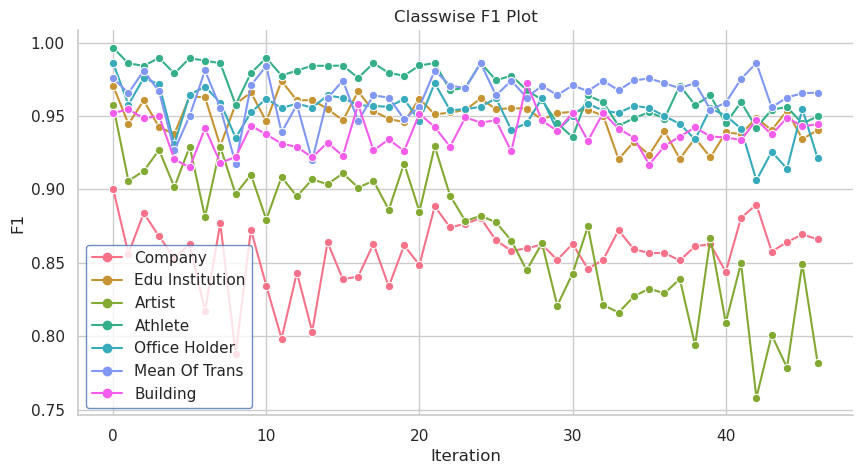 Classwise F1 Plot
1.00
0.95
0.90
0.85
0.80
0.75
F1
Company
Edu Institution
Artist
Athlete
Office Holder
Mean Of Trans
Building
0 10 20 30 40
Iteration